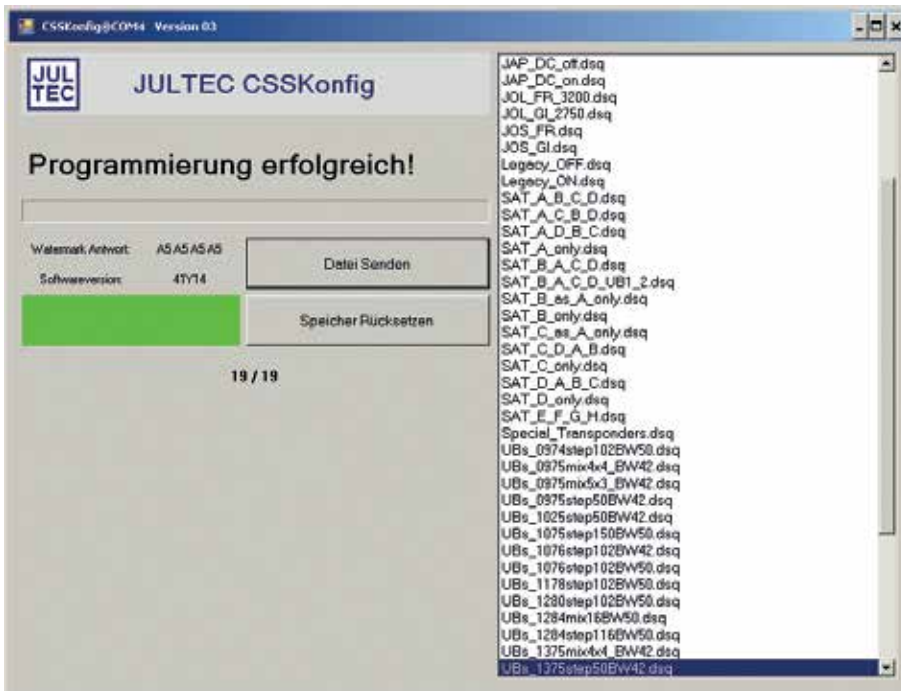 CSSKonfig@COM4 Version 03
JUL
TEC
JULTEC CSSKonfig
Programmierung erfolgreich!
Watermark Antwort: A5 A5 A5 A5
Softwareversion: 41Y14
Datei Senden
Speicher Rücksetzen
19 / 19
JAP_DC_off.dsq
JAP_DC_on.dsq
JOL_FR_3200.dsq
JOL_GI_2750.dsq
JOS_FR.dsq
JOS_GI.dsq
Legacy_OFF.dsq
Legacy_ON.dsq
SAT_A_B_C_D.dsq
SAT_A_C_B_D.dsq
SAT_A_D_B_C.dsq
SAT_A_only.dsq
SAT_B_A_C_D.dsq
SAT_B_A_C_D_UB1_2.dsq
SAT_B_as_A_only.dsq
SAT_B_only.dsq
SAT_C_as_A_only.dsq
SAT_C_D_A_B.dsq
SAT_C_only.dsq
SAT_D_A_B_C.dsq
SAT_D_only.dsq
SAT_E_F_G_H.dsq
Special_Transponders.dsq
UBs_0974step102BW50.dsq
UBs_0975mix4x4_BW42.dsq
UBs_0975mix5x3_BW42.dsq
UBs_0975step50BW42.dsq
UBs_1025step50BW42.dsq
UBs_1075step150BW50.dsq
UBs_1076step102BW42.dsq
UBs_1076step102BW50.dsq
UBs_1178step102BW50.dsq
UBs_1280step102BW50.dsq
UBs_1284mix16BW50.dsq
UBs_1284step116BW50.dsq
UBs_1375mix4x4_BW42.dsq
UBs_1375step50BW42.dsq